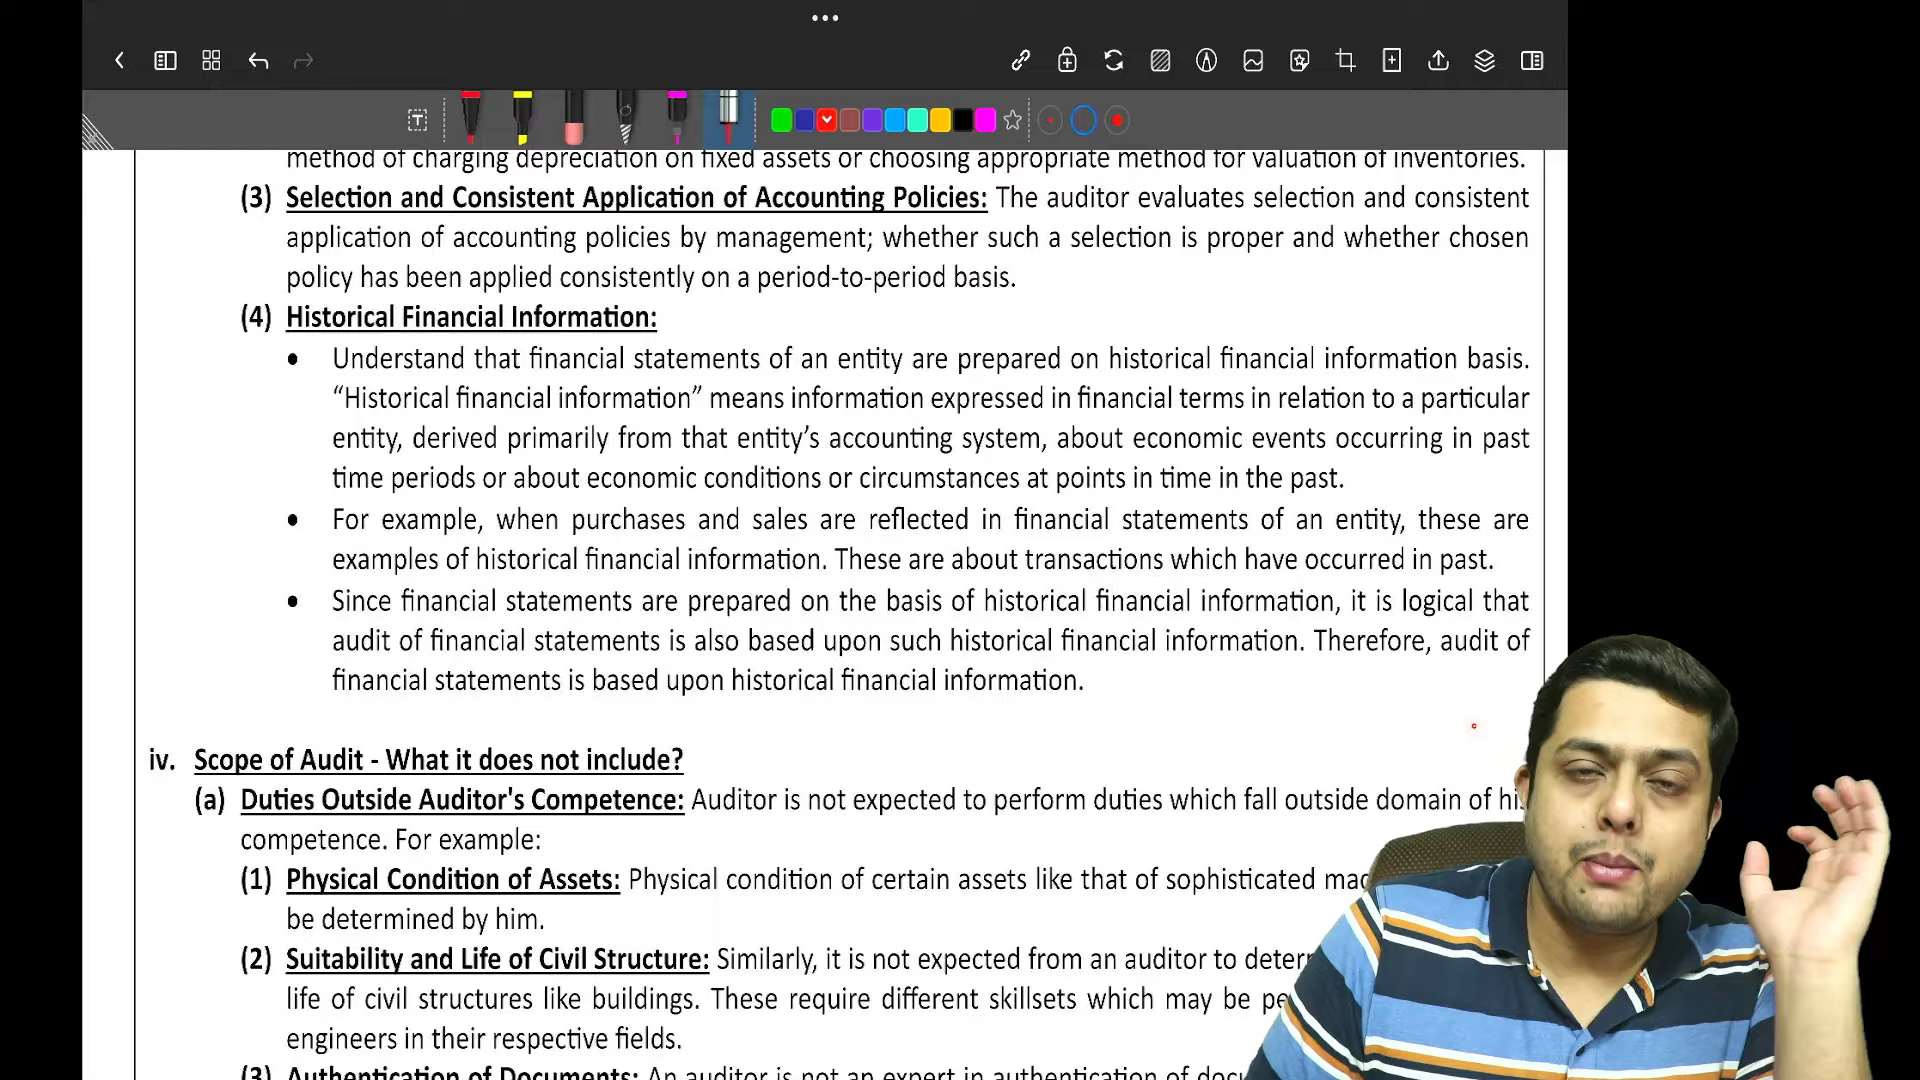 method of charging depreciation on fixed assets or choosing appropriate method for valuation of inventories.
(3) Selection and Consistent Application of Accounting Policies: The auditor evaluates selection and consistent
application of accounting policies by management; whether such a selection is proper and whether chosen
policy has been applied consistently on a period-to-period basis.
(4) Historical Financial Information:
• Understand that financial statements of an entity are prepared on historical financial information basis.
“Historical financial information” means information expressed in financial terms in relation to a particular
entity, derived primarily from that entity’s accounting system, about economic events occurring in past
time periods or about economic conditions or circumstances at points in time in the past.
• For example, when purchases and sales are reflected in financial statements of an entity, these are
examples of historical financial information. These are about transactions which have occurred in past.
• Since financial statements are prepared on the basis of historical financial information, it is logical that
audit of financial statements is also based upon such historical financial information. Therefore, audit of
financial statements is based upon historical financial information.
iv. Scope of Audit - What it does not include?
(a) Duties Outside Auditor's Competence: Auditor is not expected to perform duties which fall outside domain of
competence. For example:
(1) Physical Condition of Assets: Physical condition of certain assets like that of sophisticated
be determined by him.
(2) Suitability and Life of Civil Structure: Similarly, it is not expected from an auditor to
life of civil structures like buildings. These require different skillsets which may be
engineers in their respective fields.
(3) Authentication of Documents: An auditor is not an expert in authentication of